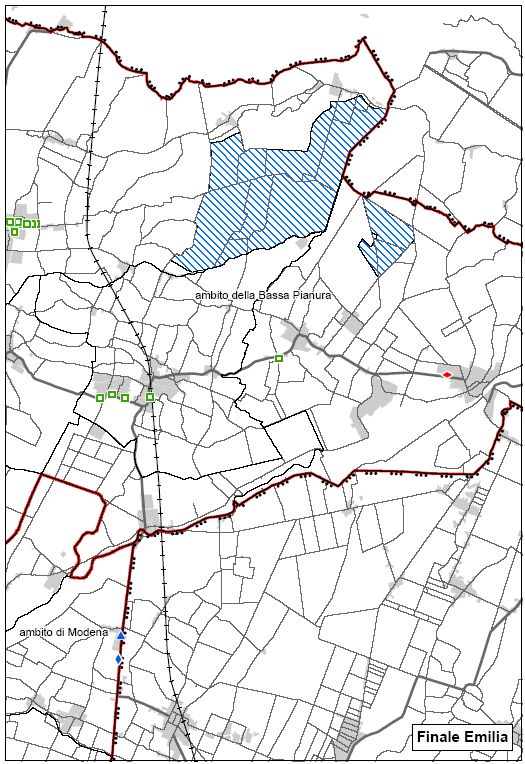 ambito della Bassa Pianura
ambito di Modena
Finale Emilia